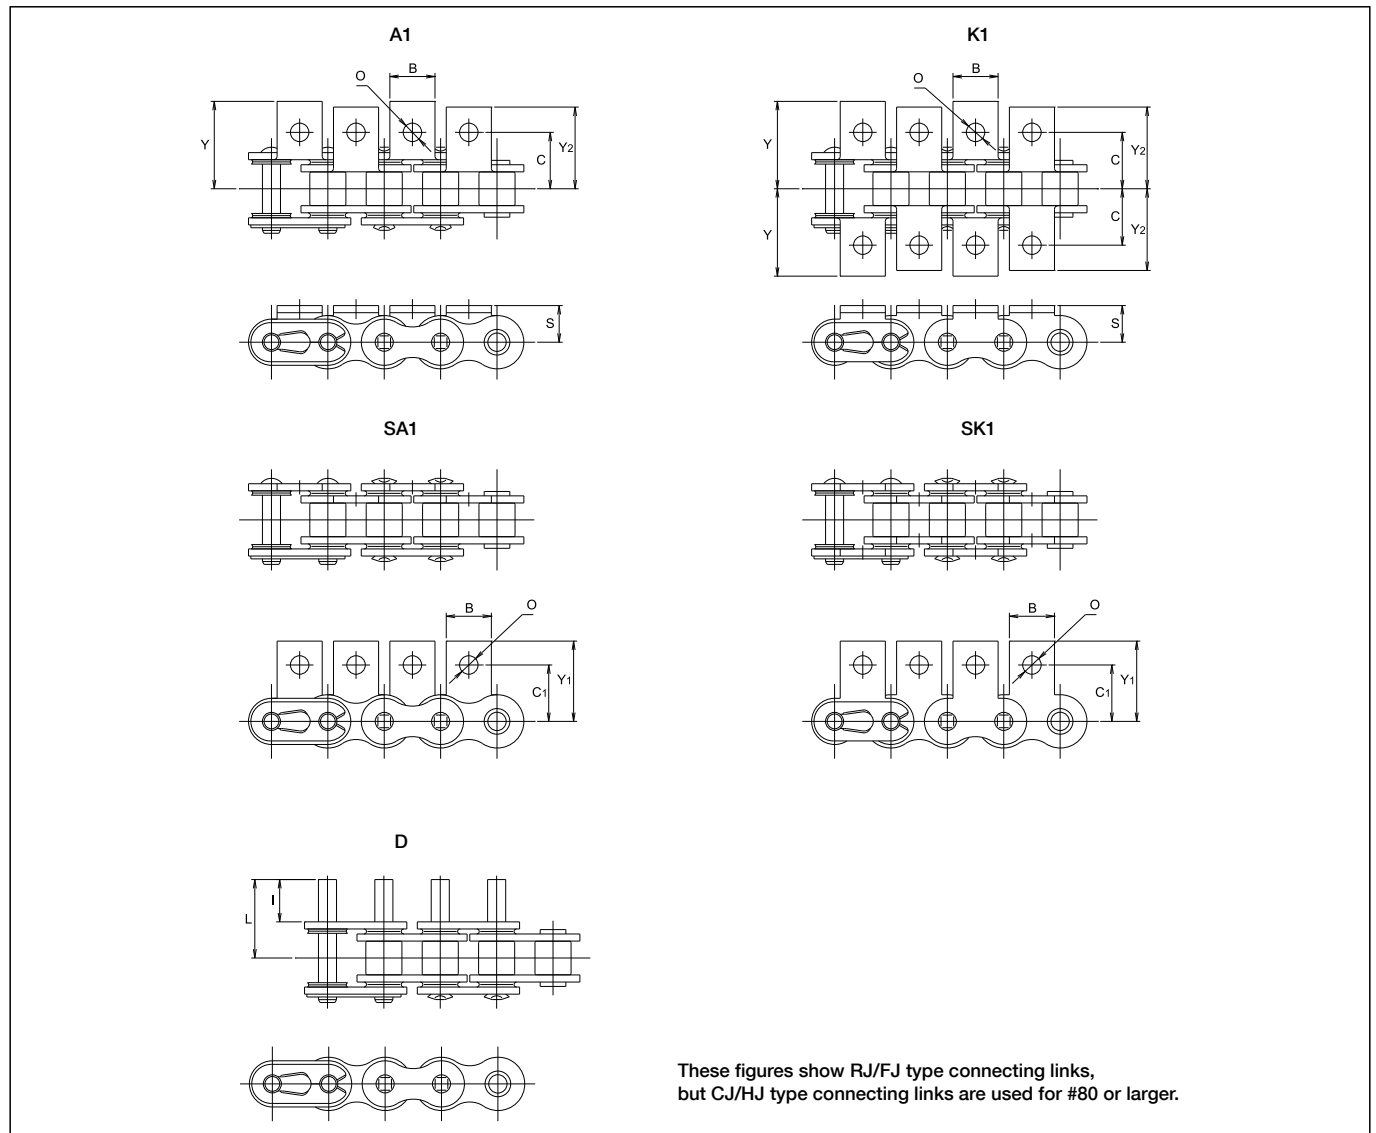 A1
K1
O
B
Y
C
Y2
O
B
Y
C
Y2
Y
C
Y2
S
S
SA1
SK1
B
O
C1
Y1
B
O
C1
Y1
D
L
I
These figures show RJ/FJ type connecting links,
but CJ/HJ type connecting links are used for #80 or larger.